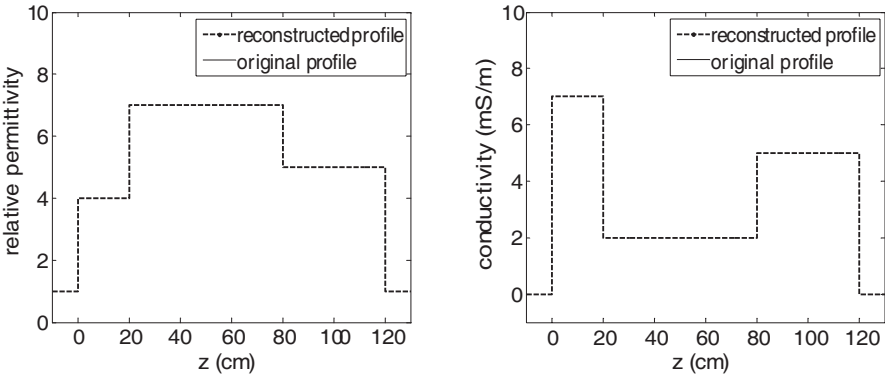 10
8
6
4
2
0
relative permittivity
reconstructed profile
original profile
0 20 40 60 80 100 120
z (cm)
10
8
6
4
2
0
conductivity (mS/m)
reconstructed profile
original profile
0 20 40 60 80 100 120
z (cm)